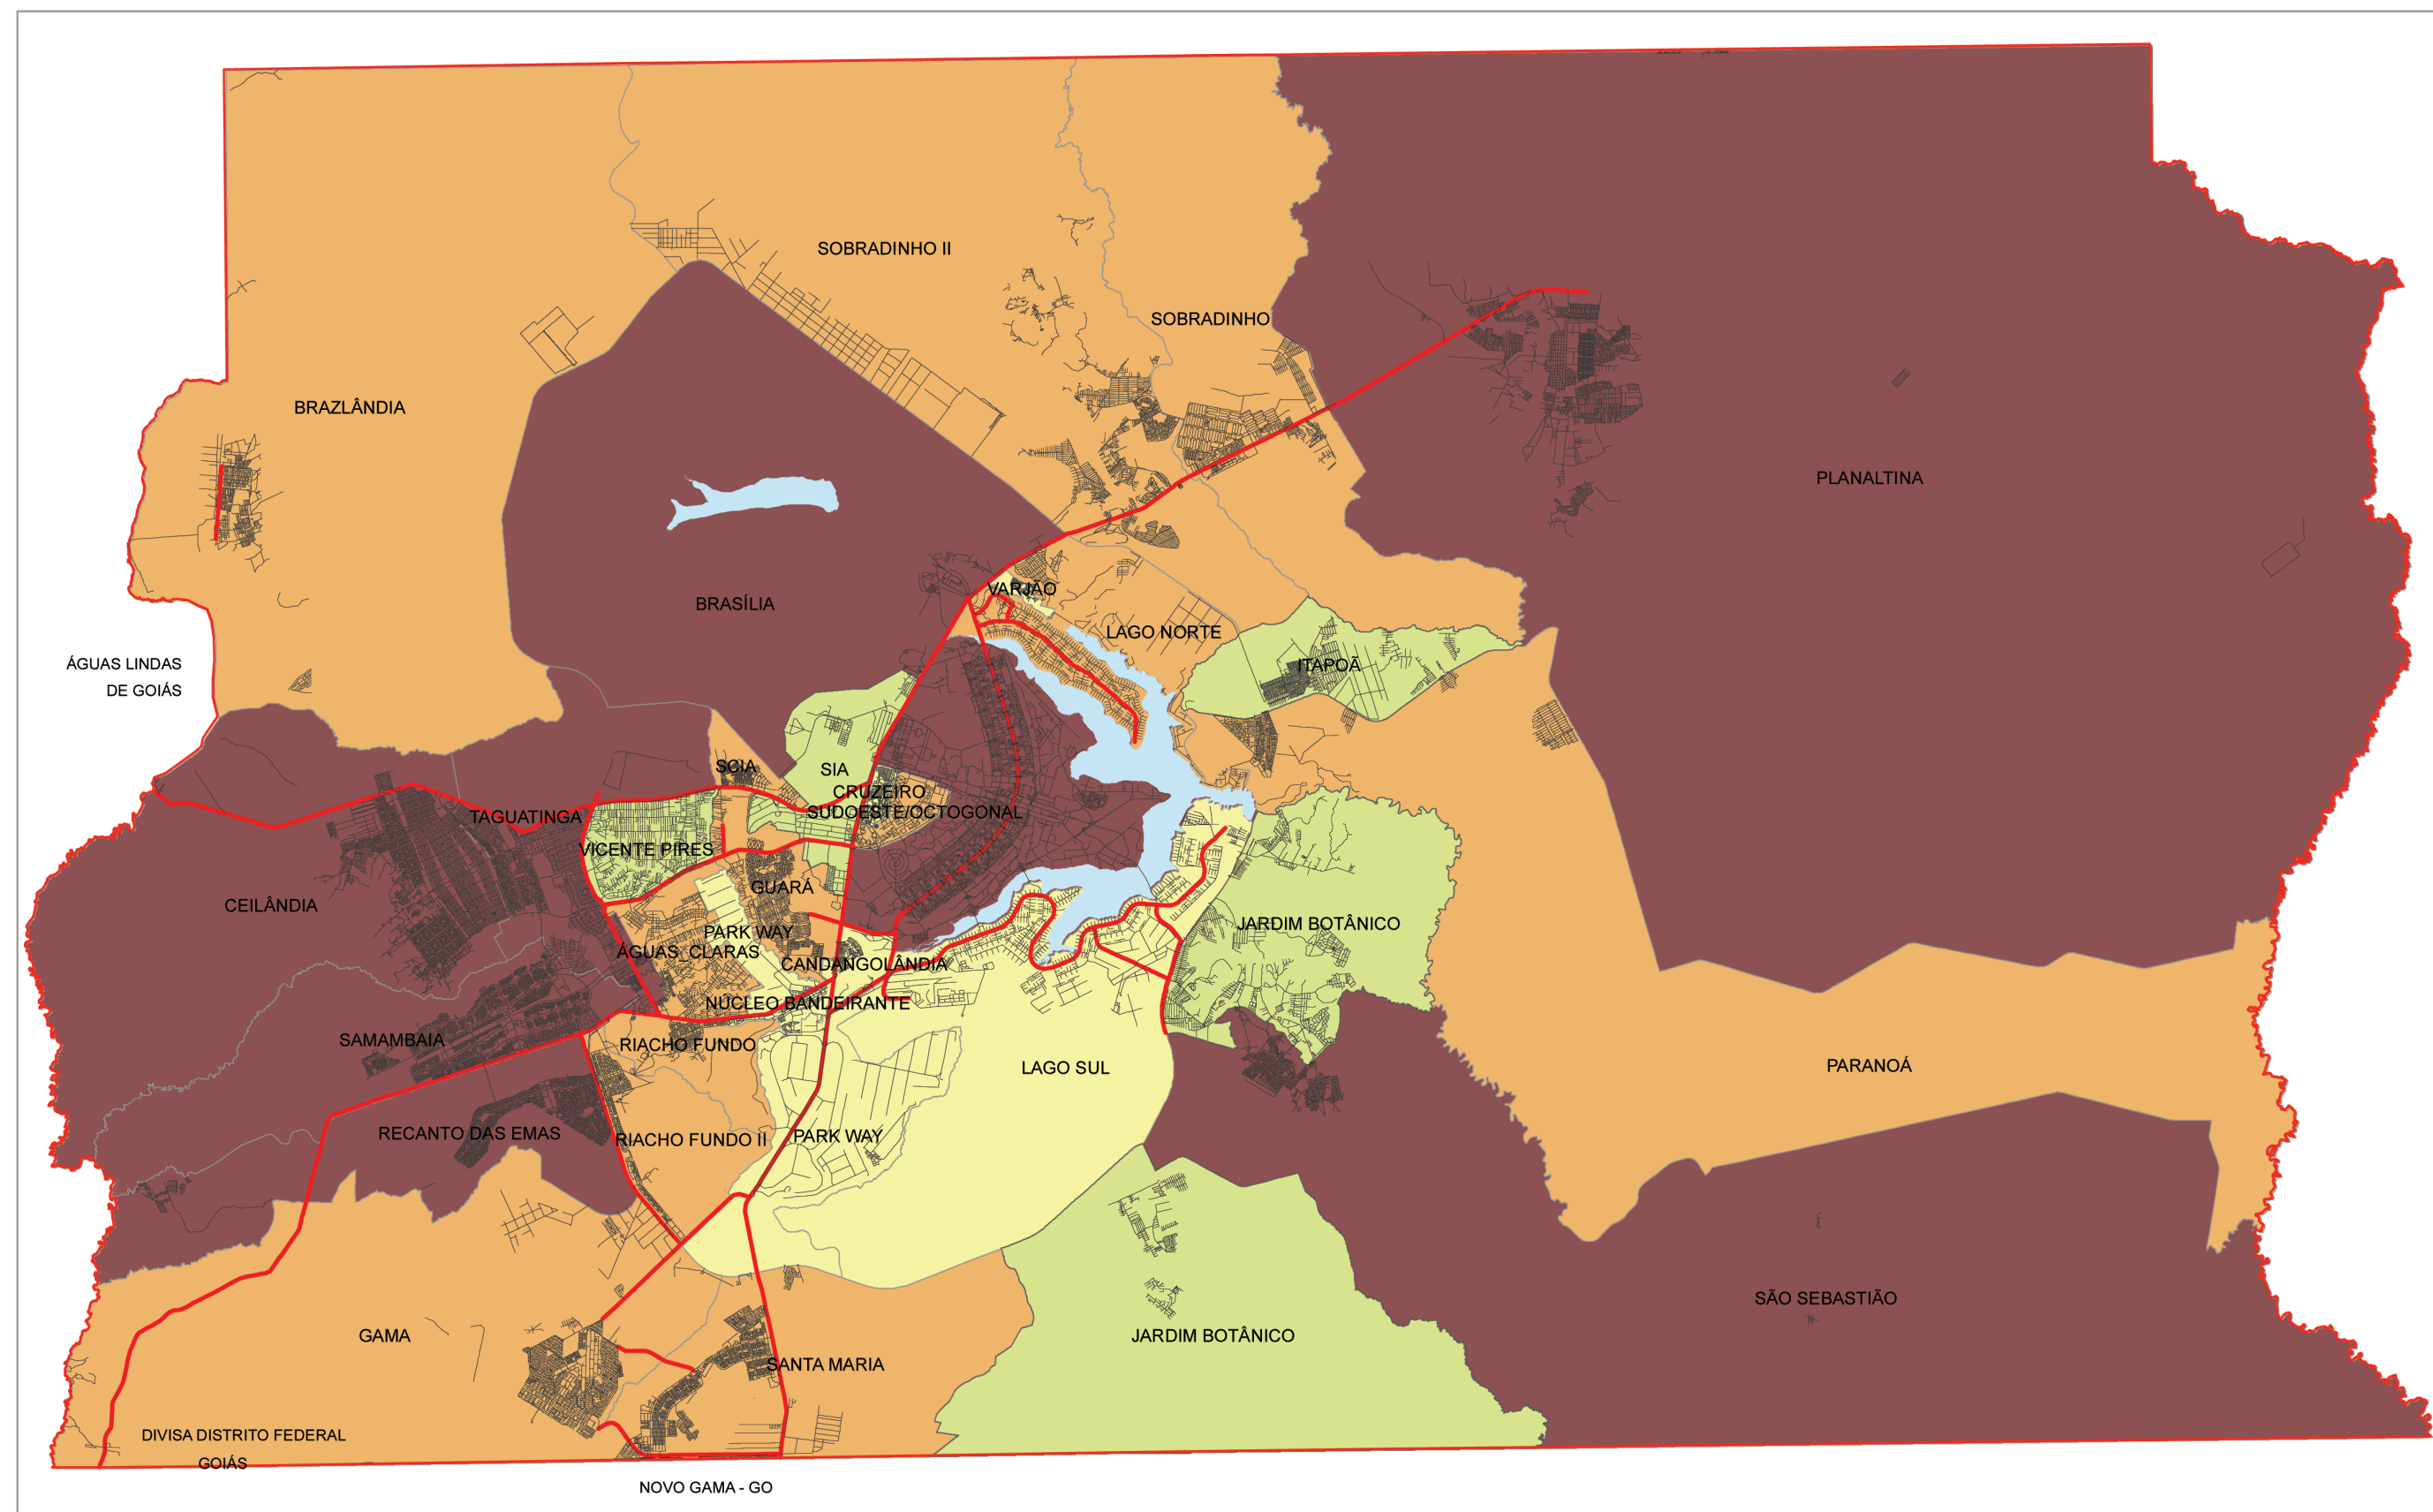 SOBRADINHO II
SOBRADINHO
BRAZLÂNDIA
PLANALTINA
VARJÃO
BRASÍLIA
LAGO NORTE
ÁGUAS LINDAS
DE GOIÁS
ITAPOÃ
SCIA
SIA
CRUZEIRO
SUDOESTE/OCTOGONAL
TAGUATINGA
VICENTE PIRES
GUARÁ
CEILÂNDIA
JARDIM BOTÂNICO
PARK WAY
ÁGUAS_CLARAS
CANDANGOLÂNDIA
NÚCLEO BANDEIRANTE
SAMAMBAIA
RIACHO FUNDO
LAGO SUL
PARANOÁ
RECANTO DAS EMAS
RIACHO FUNDO II
PARK WAY
SÃO SEBASTIÃO
GAMA
JARDIM BOTÂNICO
SANTA MARIA
DIVISA DISTRITO FEDERAL
GOIÁS
NOVO GAMA - GO